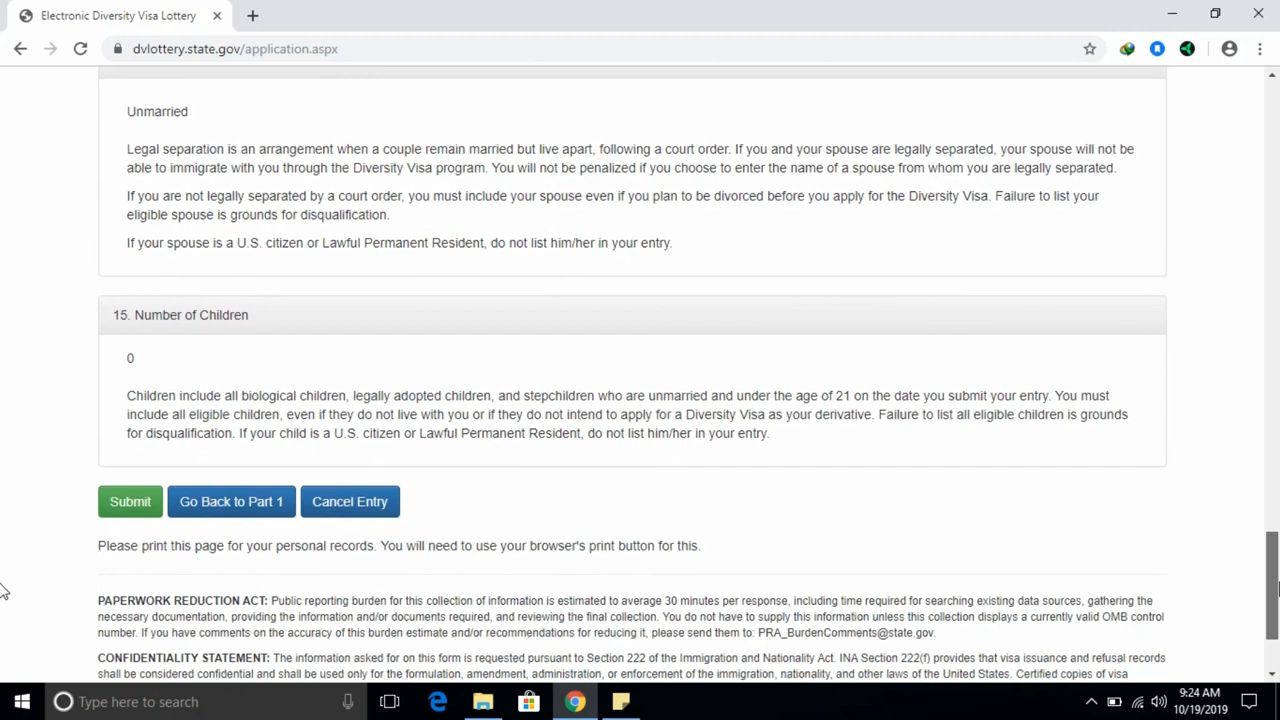 Electronic Diversity Visa Lottery
dvlottery.state.gov/application.aspx
Unmarried
Legal separation is an arrangement when a couple remain married but live apart, following a court order. If you and your spouse are legally separated, your spouse will not be
able to immigrate with you through the Diversity Visa program. You will not be penalized if you choose to enter the name of a spouse from whom you are legally separated.
If you are not legally separated by a court order, you must include your spouse even if you plan to be divorced before you apply for the Diversity Visa. Failure to list your
eligible spouse is grounds for disqualification.
If your spouse is a U.S. citizen or Lawful Permanent Resident, do not list him/her in your entry.
15. Number of Children
0
Children include all biological children, legally adopted children, and stepchildren who are unmarried and under the age of 21 on the date you submit your entry. You must
include all eligible children, even if they do not live with you or if they do not intend to apply for a Diversity Visa as your derivative. Failure to list all eligible children is grounds
for disqualification. If your child is a U.S. citizen or Lawful Permanent Resident, do not list him/her in your entry.
Submit Go Back to Part 1 Cancel Entry
Please print this page for your personal records. You will need to use your browser's print button for this.
PAPERWORK REDUCTION ACT: Public reporting burden for this collection of information is estimated to average 30 minutes per response, including time required for searching existing data sources, gathering the
necessary documentation, providing the information and/or documents required, and reviewing the final collection. You do not have to supply this information unless this collection displays a currently valid OMB control
number. If you have comments on the accuracy of this burden estimate and/or recommendations for reducing it, please send them to: PRA_BurdenComments@state.gov.
CONFIDENTIALITY STATEMENT: The information asked for on this form is requested pursuant to Section 222 of the Immigration and Nationality Act. INA Section 222(f) provides that visa issuance and refusal records
shall be considered confidential and shall be used only for the formulation, amendment, administration, or enforcement of the immigration, nationality, and other laws of the United States. Certified copies of visa
Type here to search
9:24 AM
10/19/2019